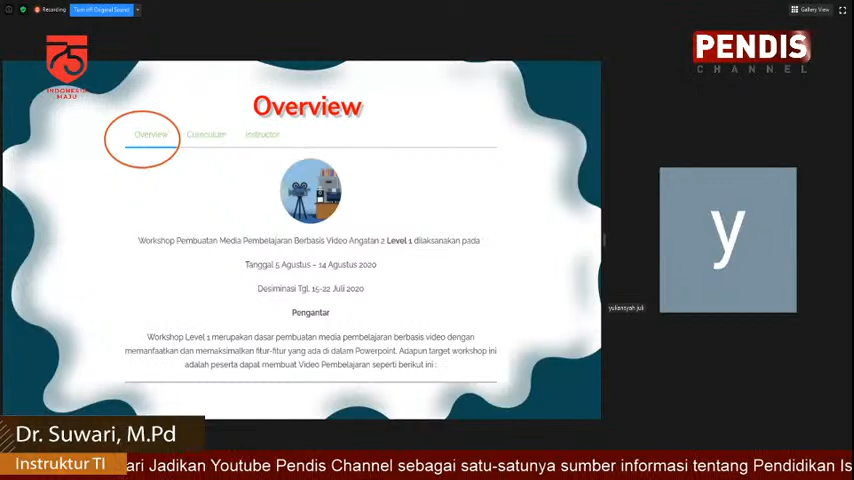 Recording
Turn off (Original Sound)
Gallery View
75
INDONESIA
MAJU
PENDIS
CHANNEL
Overview
Overview Curriculum Instructor
Workshop Pembuatan Media Pembelajaran Berbasis Video Angatan 2 Level 1 dilaksanakan pada
Tanggal 5 Agustus – 14 Agustus 2020
Desiminasi Tgl. 15-22 Juli 2020
Pengantar
Workshop Level 1 merupakan dasar pembuatan media pembelajaran berbasis video dengan
memanfaatkan dan memaksimalkan fitur-fitur yang ada di dalam Powerpoint. Adapun target workshop ini
adalah peserta dapat membuat Video Pembelajaran seperti berikut ini :
y
yuliansyah juli
Dr. Suwari, M.Pd
Instruktur TI
ari Jadikan Youtube Pendis Channel sebagai satu-satunya sumber informasi tentang Pendidikan Is